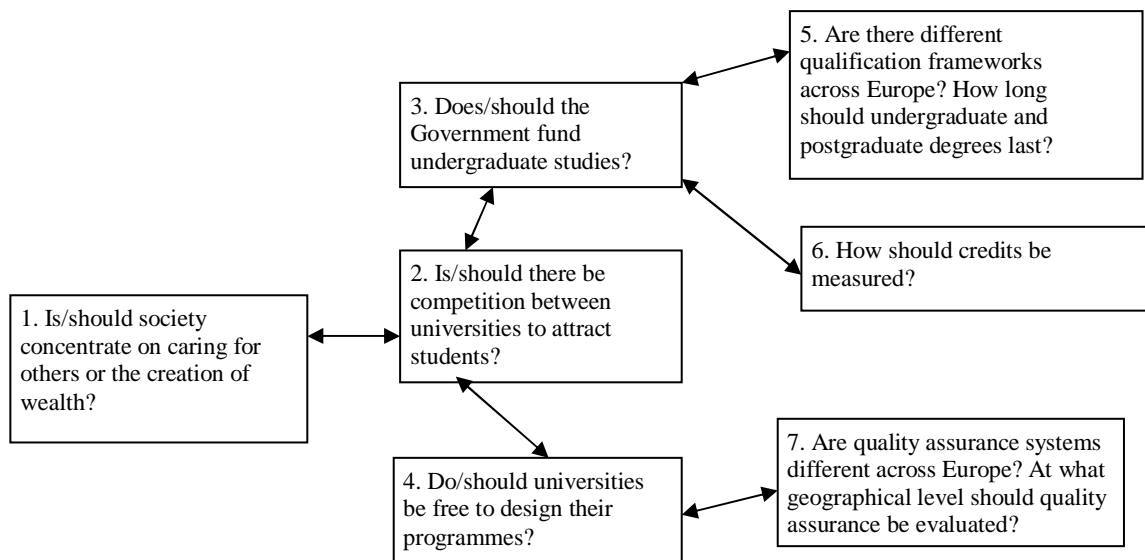 1. Is/should society
concentrate on caring for
others or the creation of
wealth?
2. Is/should there be
competition between
universities to attract
students?
3. Does/should the
Government fund
undergraduate studies?
4. Do/should universities
be free to design their
programmes?
5. Are there different
qualification frameworks
across Europe? How long
should undergraduate and
postgraduate degrees last?
6. How should credits be
measured?
7. Are quality assurance systems
different across Europe? At what
geographical level should quality
assurance be evaluated?